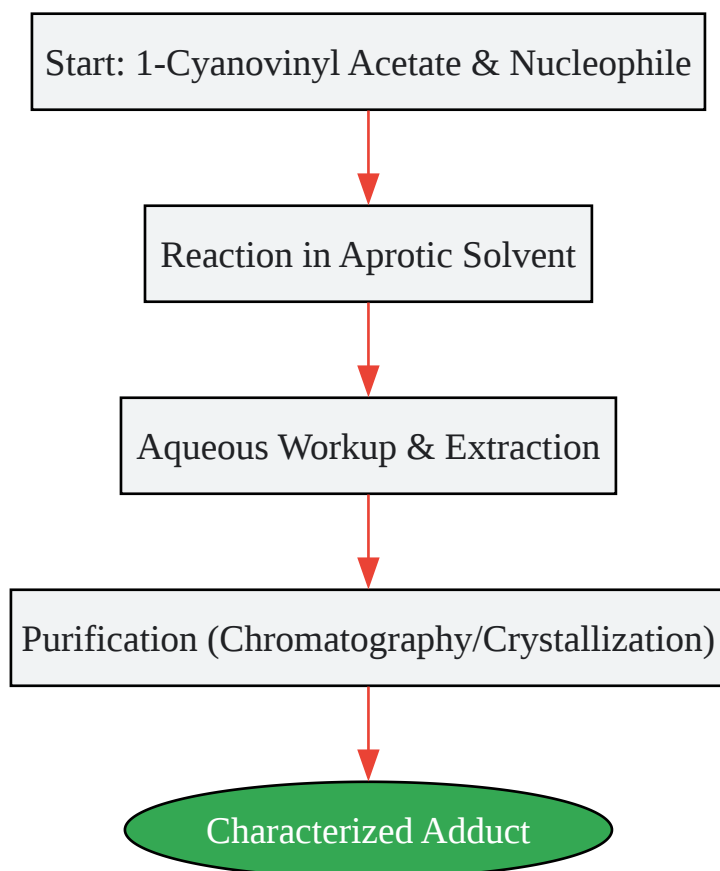 Start: 1-Cyanovinyl Acetate & Nucleophile
Reaction in Aprotic Solvent
Aqueous Workup & Extraction
Purification (Chromatography/Crystallization)
Characterized Adduct